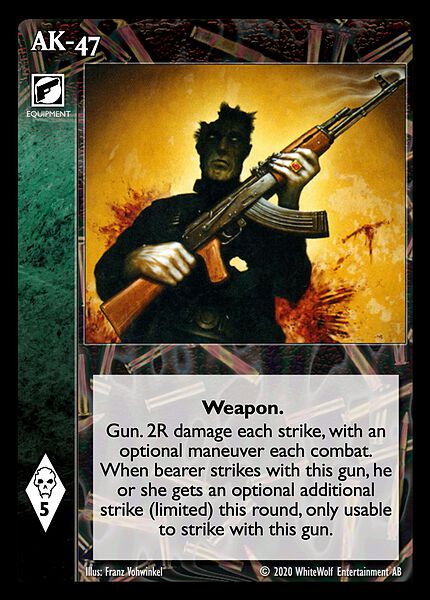 AK-47
EQUIPMENT
Weapon.
Gun. 2R damage each strike, with an
optional maneuver each combat.
When bearer strikes with this gun, he
or she gets an optional additional
strike (limited) this round, only usable
to strike with this gun.
5
Illus: Franz Vohwinkel
© 2020 WhiteWolf Entertainment AB